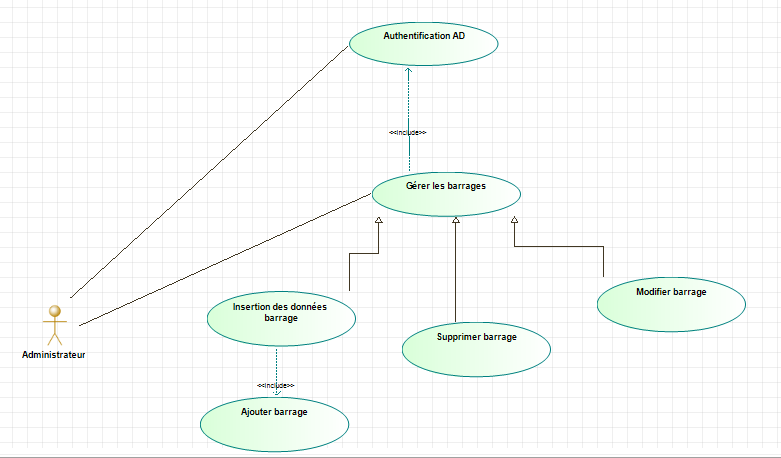 Authentification AD
<<include>>
Gérer les barrages
Modifier barrage
Insertion des données
barrage
Supprimer barrage
Administrateur
<<include>>
Ajouter barrage